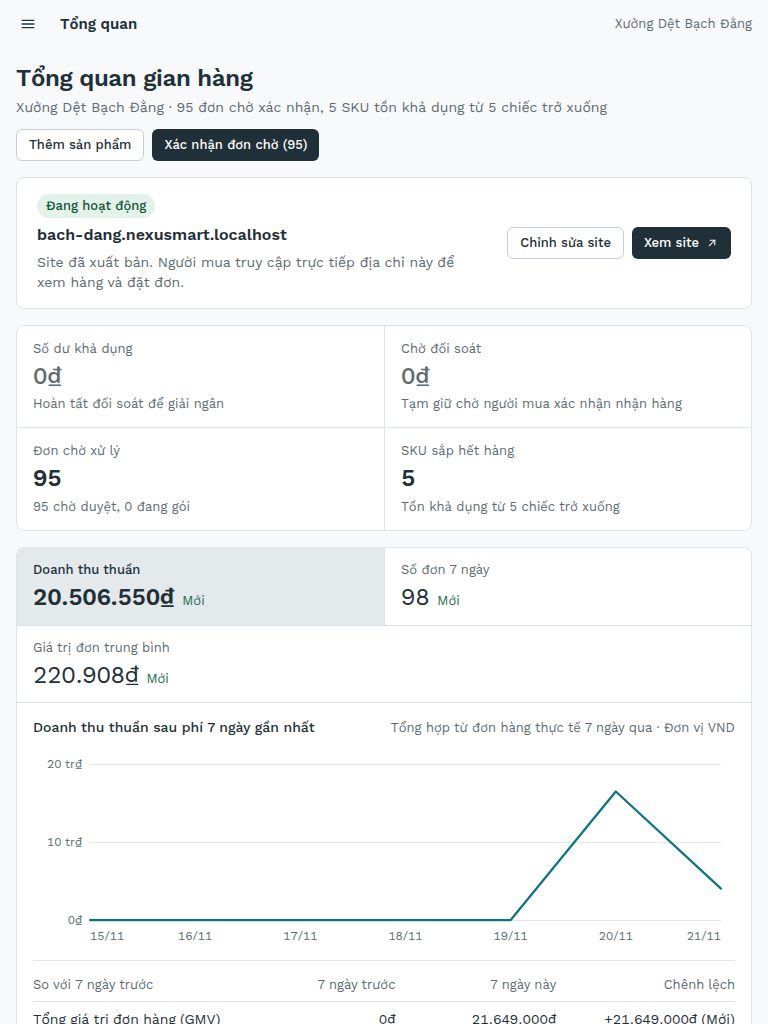 Tổng quan
Xưởng Dệt Bạch Đằng
Tổng quan gian hàng
Xưởng Dệt Bạch Đằng · 95 đơn chờ xác nhận, 5 SKU tồn khả dụng từ 5 chiếc trở xuống
Thêm sản phẩm
Xác nhận đơn chờ (95)
Đang hoạt động
bach-dang.nexusmart.localhost
Site đã xuất bản. Người mua truy cập trực tiếp địa chỉ này để
xem hàng và đặt đơn.
Chỉnh sửa site
Xem site ↗
Số dư khả dụng
0₫
Hoàn tất đối soát để giải ngân
Chờ đối soát
0₫
Tạm giữ chờ người mua xác nhận nhận hàng
Đơn chờ xử lý
95
95 chờ duyệt, 0 đang gói
SKU sắp hết hàng
5
Tồn khả dụng từ 5 chiếc trở xuống
Doanh thu thuần
20.506.550₫ Mới
Số đơn 7 ngày
98 Mới
Giá trị đơn trung bình
220.908₫ Mới
Doanh thu thuần sau phí 7 ngày gần nhất
Tổng hợp từ đơn hàng thực tế 7 ngày qua · Đơn vị VND
20 tr₫
10 tr₫
0₫
15/11 16/11 17/11 18/11 19/11 20/11 21/11
So với 7 ngày trước 7 ngày trước 7 ngày này Chênh lệch
Tổng giá trị đơn hàng (GMV) 0₫ 21.649.000₫ +21.649.000₫ (Mới)